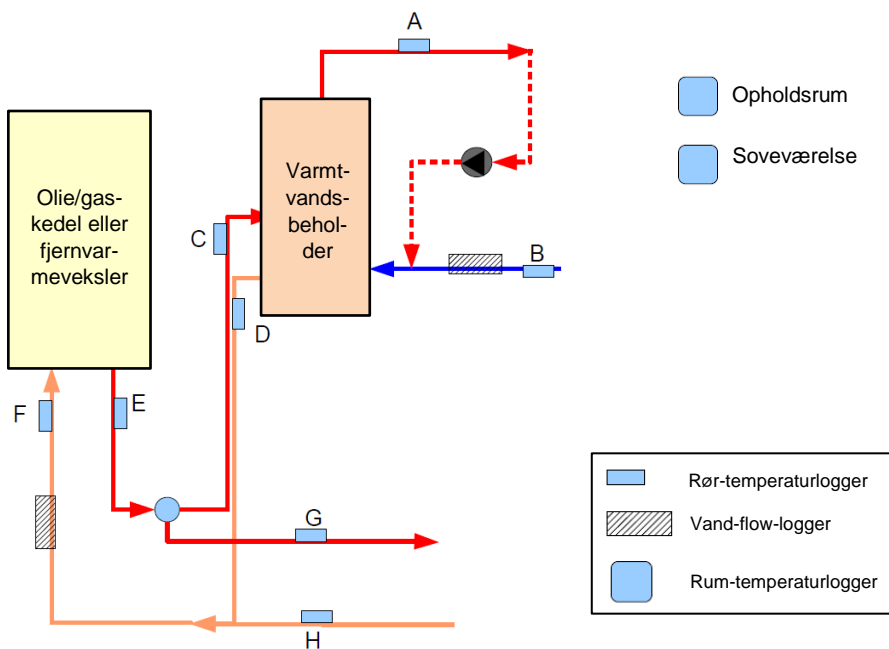 A
Opholdsrum
Soveværelse
Varmt-
vands-
behol-
der
Olie/gas-
kedel eller
fjernvar-
meveksler
C
B
D
E
F
G
H
Rør-temperaturlogger
Vand-flow-logger
Rum-temperaturlogger